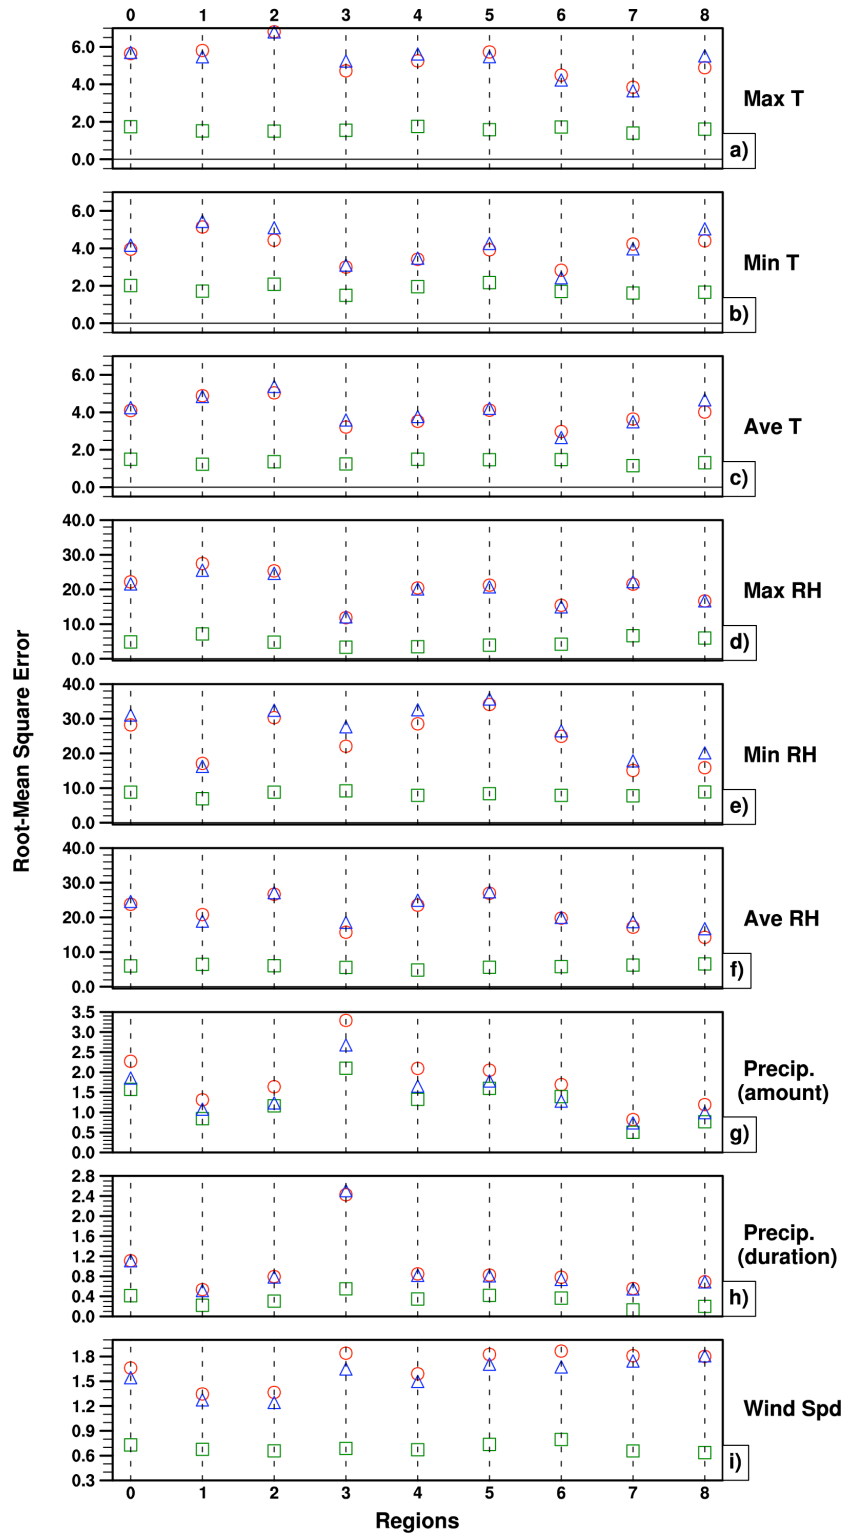 0 1 2 3 4 5 6 7 8
6.0
4.0
2.0
0.0
Max T
a)
6.0
4.0
2.0
0.0
Min T
b)
6.0
4.0
2.0
0.0
Ave T
c)
40.0
30.0
20.0
10.0
0.0
Max RH
d)
Root-Mean Square Error
40.0
30.0
20.0
10.0
0.0
Min RH
e)
40.0
30.0
20.0
10.0
0.0
Ave RH
f)
3.5
3.0
2.5
2.0
1.5
1.0
0.5
0.0
Precip.
(amount)
g)
2.8
2.4
2.0
1.6
1.2
0.8
0.4
0.0
Precip.
(duration)
h)
1.8
1.5
1.2
0.9
0.6
0.3
Wind Spd
i)
0 1 2 3 4 5 6 7 8
Regions